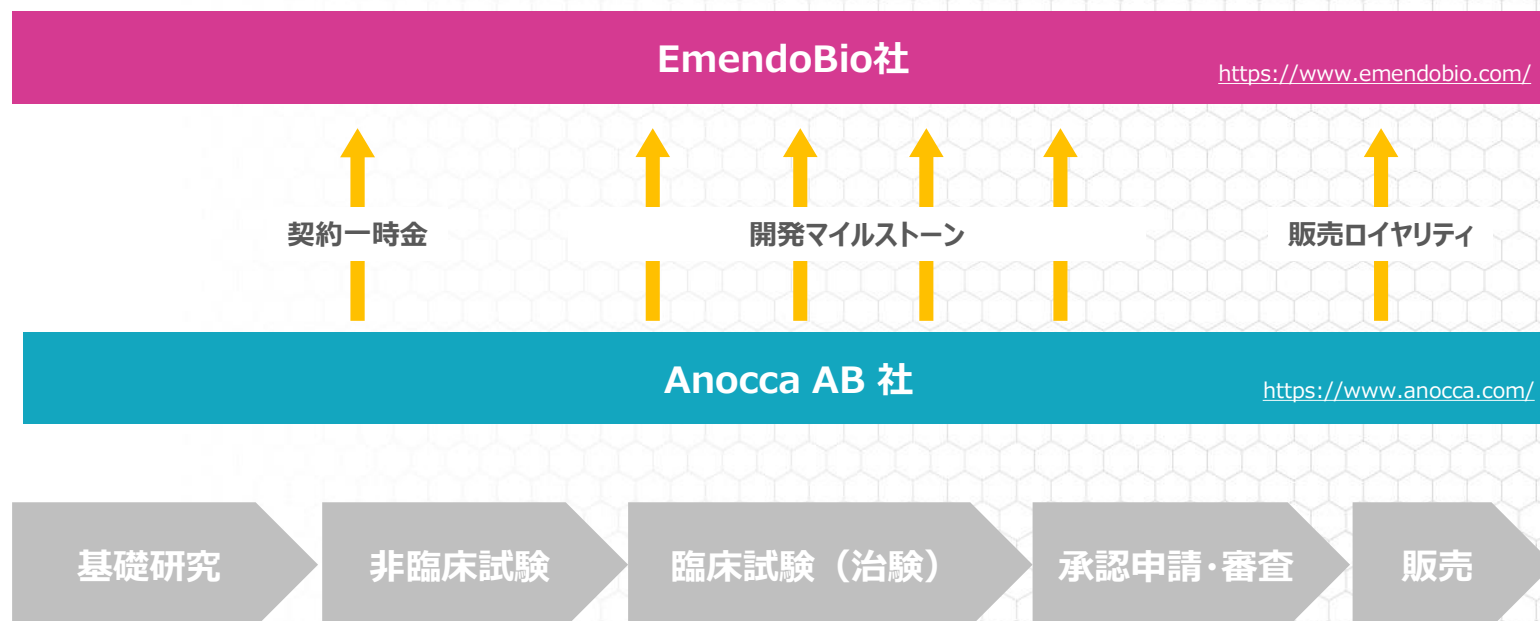 EmendoBio社
https://www.emendobio.com/
契約一時金
開発マイルストーン
販売ロイヤリティ
Anocca AB 社
https://www.anocca.com/
基礎研究
非臨床試験
臨床試験（治験）
承認申請・審査
販売